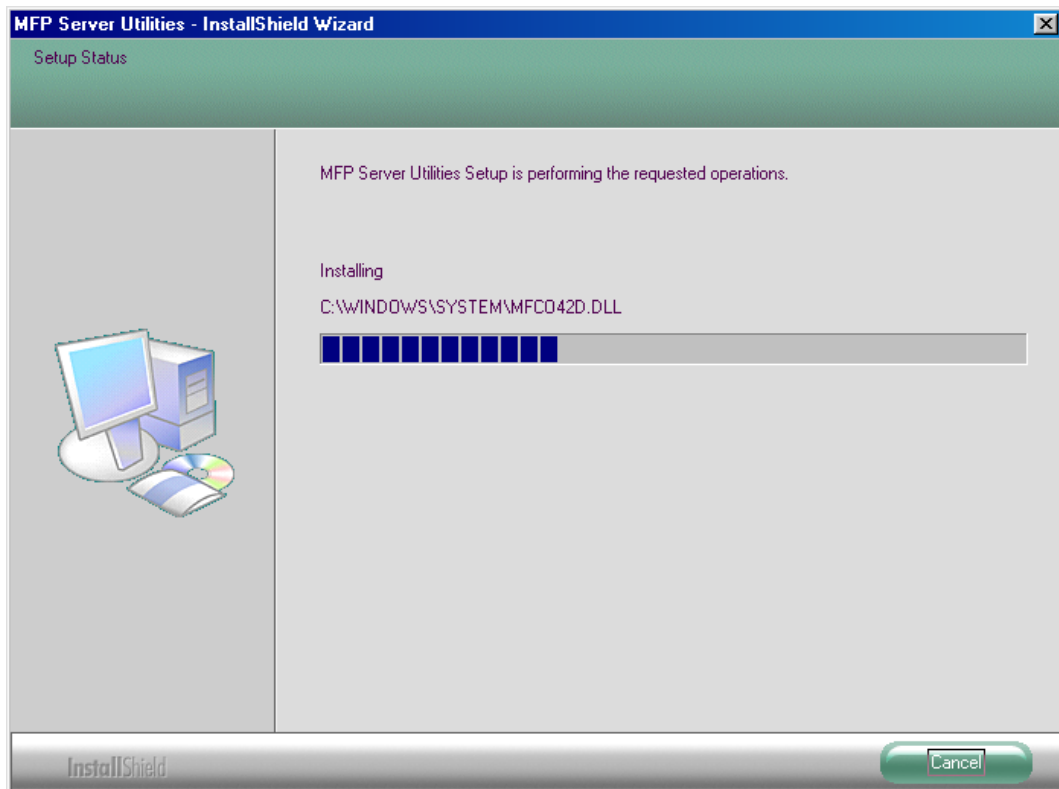 MFP Server Utilities - InstallShield Wizard
Setup Status
MFP Server Utilities Setup is performing the requested operations.
Installing
C:\WINDOWS\SYSTEM\MFCO42D.DLL
InstallShield
Cancel